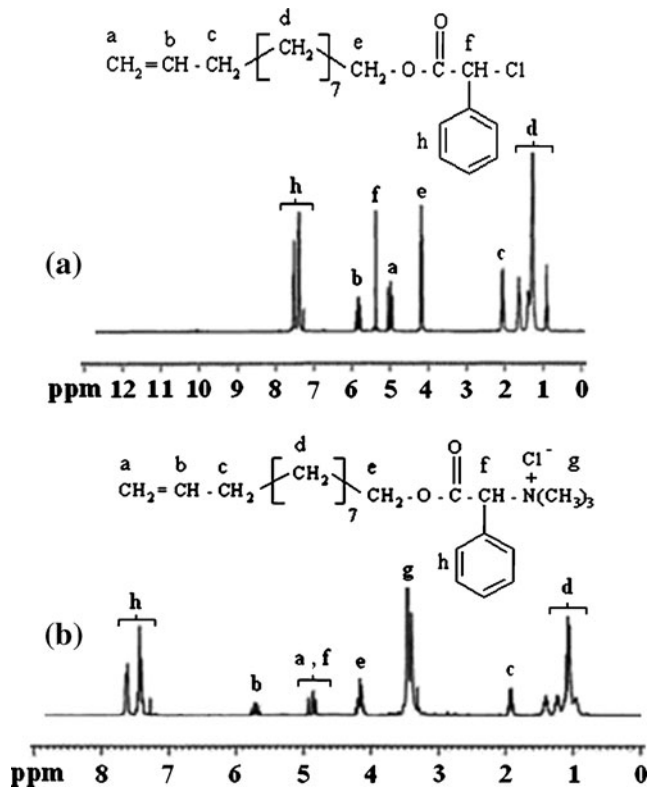 d
O
a b c e f
CH₂=CH-CH₂ [ CH₂ ]₇ CH₂-O CH-Cl
h
d
h
f e
(a) a
b c
ppm 12 11 10 9 8 7 6 5 4 3 2 1 0
d
O Cl⁻ g
a b c e f
CH₂=CH-CH₂ [ CH₂ ]₇ CH₂-O CH-N⁺(CH₃)₃
h
g
h d
(b) a , f e
b c
ppm 8 7 6 5 4 3 2 1 0